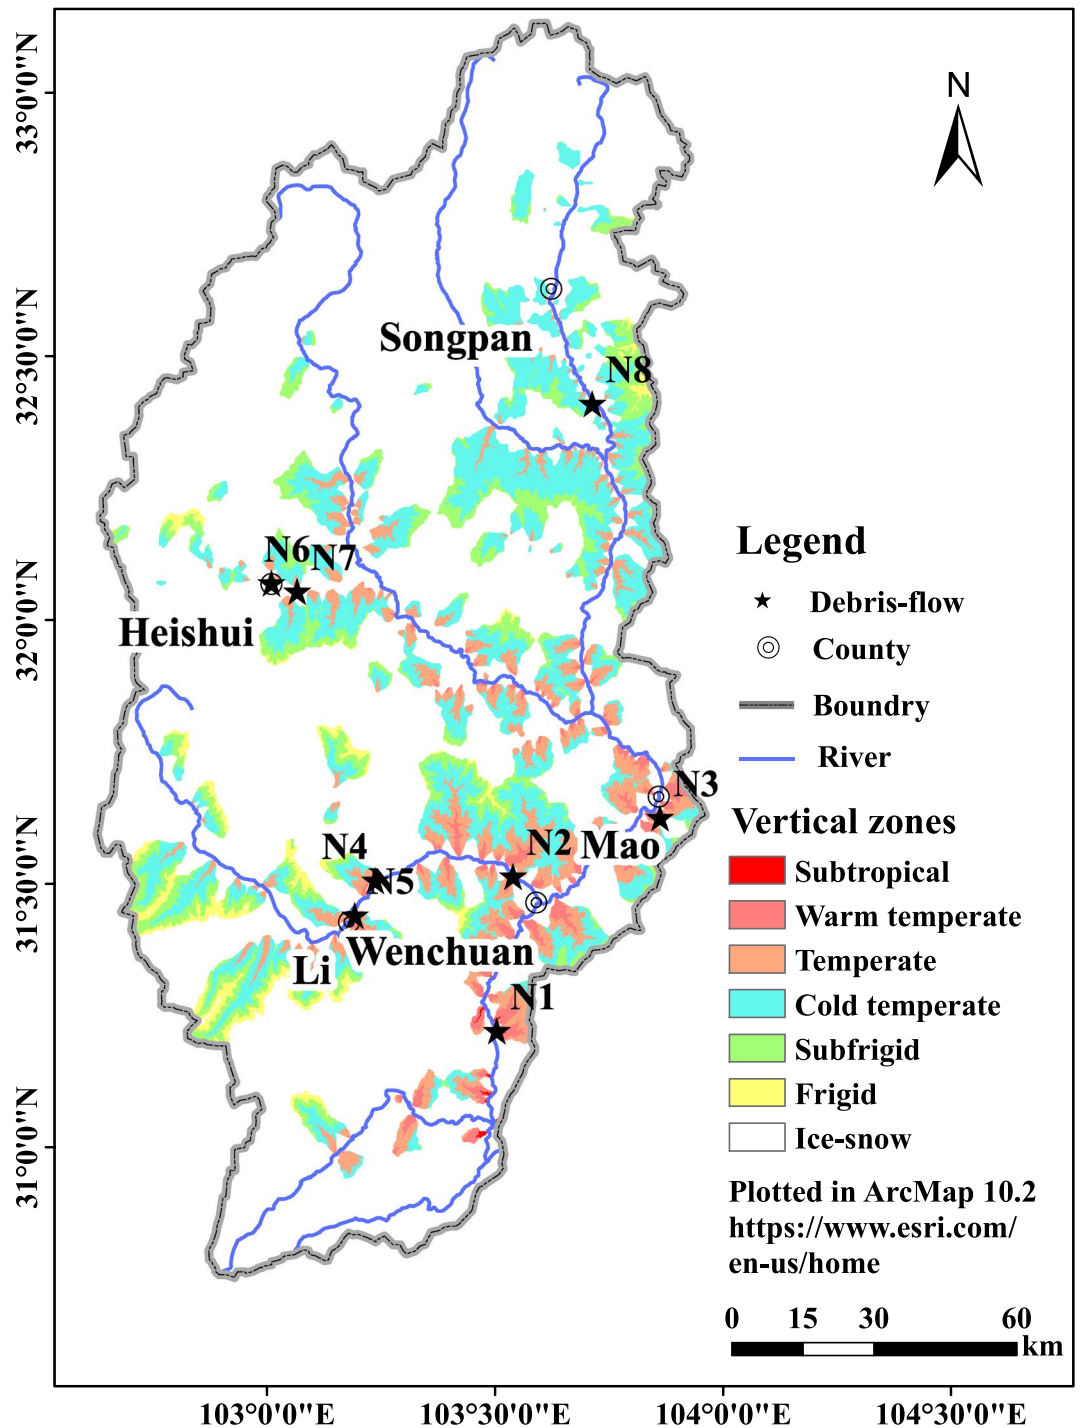 N
33°0'0"N
32°30'0"N
32°0'0"N
31°30'0"N
31°0'0"N
Songpan
N8
N6
N7
Heishui
N3
N2
Mao
N4
N5
Wenchuan
Li
N1
Legend
Debris-flow
County
Boundry
River
Vertical zones
Subtropical
Warm temperate
Temperate
Cold temperate
Subfrigid
Frigid
Ice-snow
Plotted in ArcMap 10.2
https://www.esri.com/
en-us/home
0 15 30 60
km
103°0'0"E 103°30'0"E 104°0'0"E 104°30'0"E